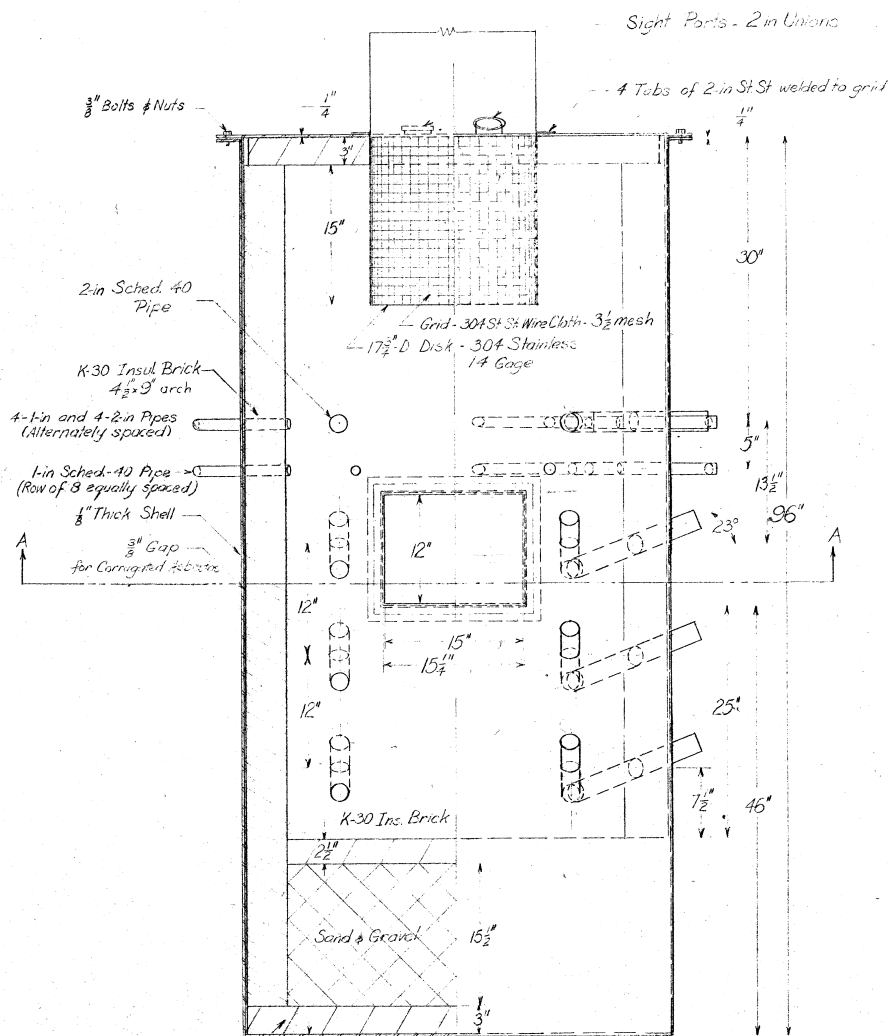 Sight Ports - 2 in Unions
3/8" Bolts & Nuts
1/4
4 Tabs of 2-in St. St welded to grid
1/4"
3"
15"
30"
2-in Sched. 40
Pipe
Grid - 304 St. St. Wire Cloth - 3 1/2 mesh
17 3/4"-D Disk - 304 Stainless
14 Gage
K-30 Insul. Brick
4 1/2" x 9" arch
4-1-in and 4-2-in Pipes
(Alternately spaced)
5"
1-in Sched.-40 Pipe
(Row of 8 equally spaced)
13 1/2"
96"
1/8" Thick Shell
23°
A
3/8" Gap
for Corrugated
12"
A
12"
15"
15 1/4"
12"
25"
7 1/2"
46"
K-30 Ins. Brick
2 1/2"
Sand & Gravel
15 1/2"
3"